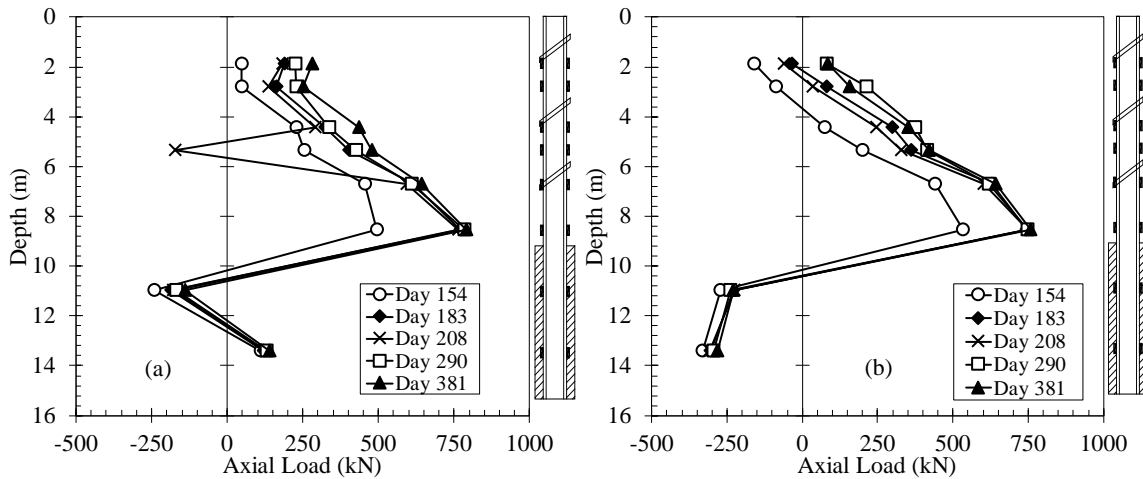 0
2
4
6
8
10
12
14
16
Depth (m)
-500 -250 0 250 500 750 1000
Axial Load (kN)
(a)
Day 154
Day 183
Day 208
Day 290
Day 381
0
2
4
6
8
10
12
14
16
Depth (m)
-500 -250 0 250 500 750 1000
Axial Load (kN)
(b)
Day 154
Day 183
Day 208
Day 290
Day 381